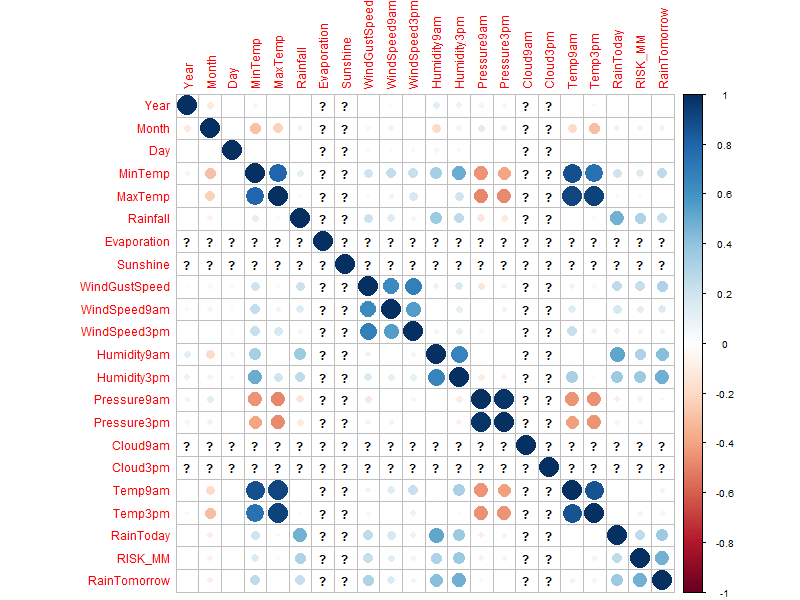 Year
Month
Day
MinTemp
MaxTemp
Rainfall
Evaporation
Sunshine
WindGustSpeed
WindSpeed9am
WindSpeed3pm
Humidity9am
Humidity3pm
Pressure9am
Pressure3pm
Cloud9am
Cloud3pm
Temp9am
Temp3pm
RainToday
RISK_MM
RainTomorrow
Year ? ? ? ?
Month ? ? ? ?
Day ? ? ? ?
MinTemp ? ? ? ?
MaxTemp ? ? ? ?
Rainfall ? ? ? ?
Evaporation ? ? ? ? ? ? ? ? ? ? ? ? ? ? ? ? ? ? ? ? ?
Sunshine ? ? ? ? ? ? ? ? ? ? ? ? ? ? ? ? ? ? ? ? ?
WindGustSpeed ? ? ? ?
WindSpeed9am ? ? ? ?
WindSpeed3pm ? ? ? ?
Humidity9am ? ? ? ?
Humidity3pm ? ? ? ?
Pressure9am ? ? ? ?
Pressure3pm ? ? ? ?
Cloud9am ? ? ? ? ? ? ? ? ? ? ? ? ? ? ? ? ? ? ? ? ?
Cloud3pm ? ? ? ? ? ? ? ? ? ? ? ? ? ? ? ? ? ? ? ? ?
Temp9am ? ? ? ?
Temp3pm ? ? ? ?
RainToday ? ? ? ?
RISK_MM ? ? ? ?
RainTomorrow ? ? ? ?
1
0.8
0.6
0.4
0.2
0
-0.2
-0.4
-0.6
-0.8
-1